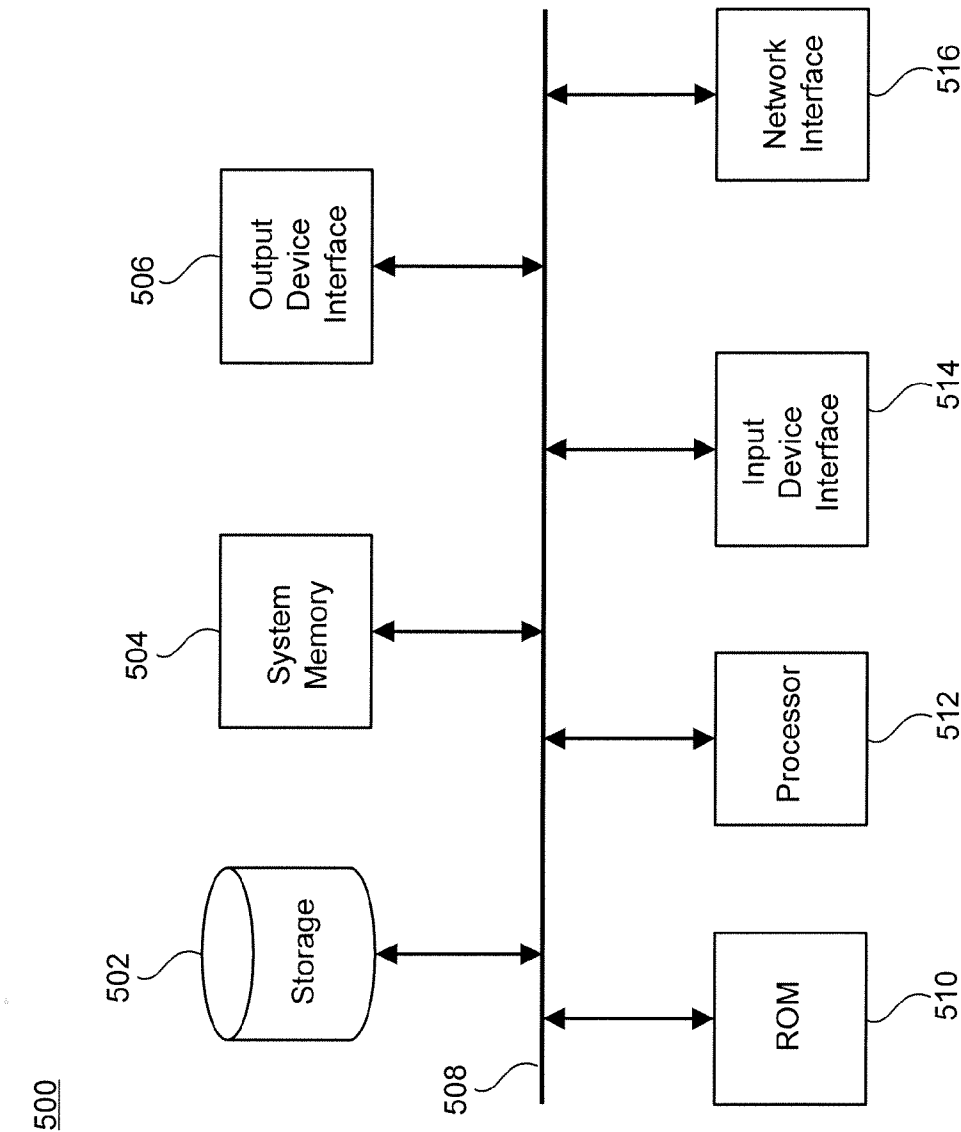 500
502
Storage
504
System
Memory
506
Output
Device
Interface
508
ROM
510
Processor
512
Input
Device
Interface
514
Network
Interface
516